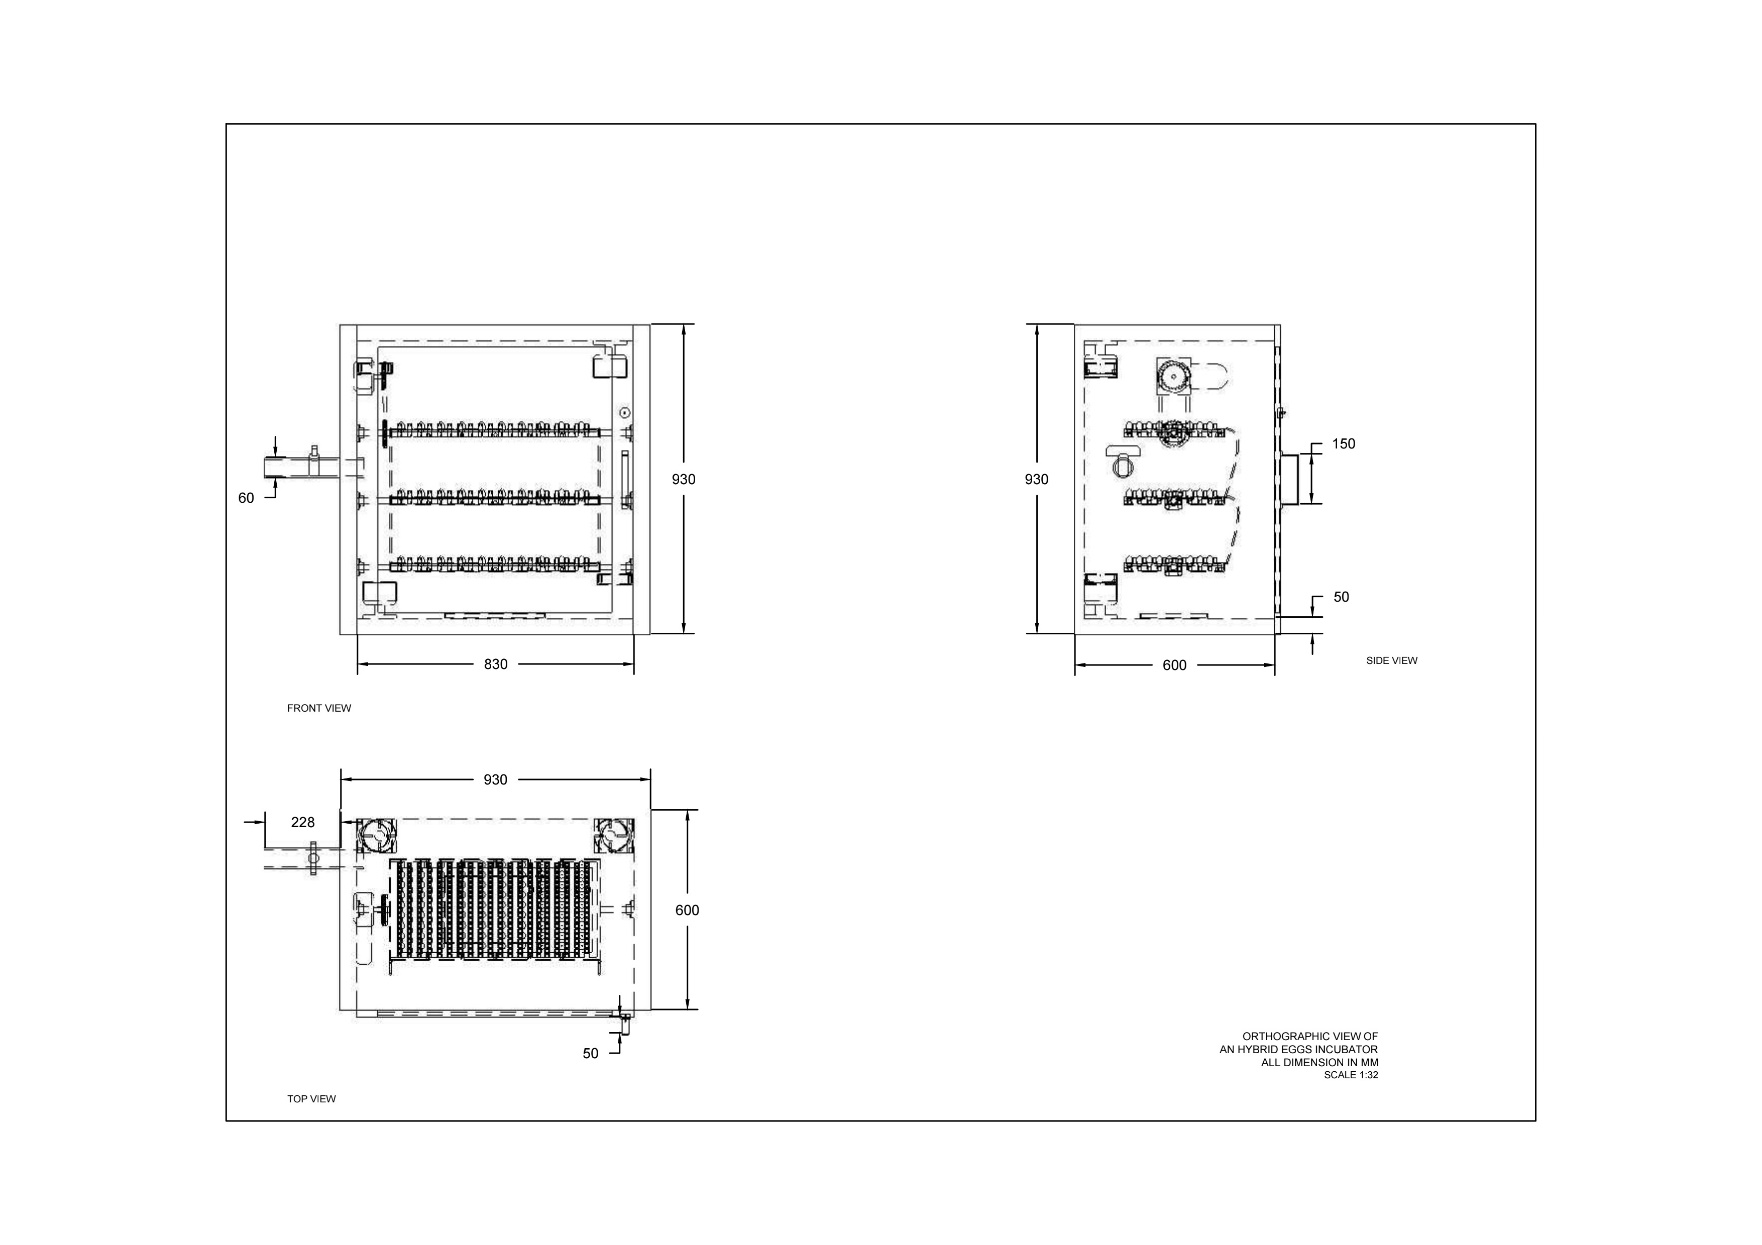 930
930
150
60
50
830
600
SIDE VIEW
FRONT VIEW
930
228
600
50
ORTHOGRAPHIC VIEW OF
AN HYBRID EGGS INCUBATOR
ALL DIMENSION IN MM
SCALE 1:32
TOP VIEW